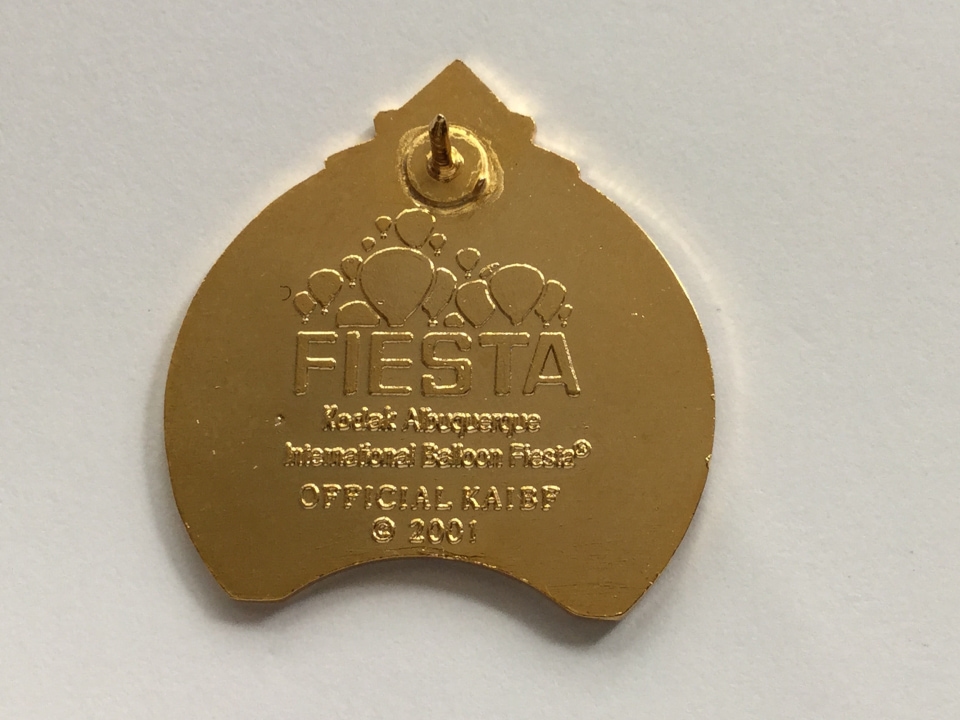 FIESTA
Kodak Albuquerque
International Balloon Fiesta®
OFFICIAL KAIBF
© 2001